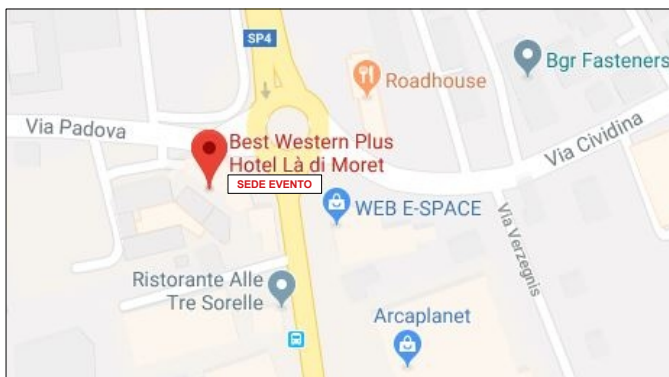 SP4
Bgr Fasteners
Roadhouse
Via Padova
Best Western Plus
Hotel Là di Moret
SEDE EVENTO
Via Cividina
WEB E-SPACE
Via Verzegnis
Ristorante Alle
Tre Sorelle
Arcaplanet